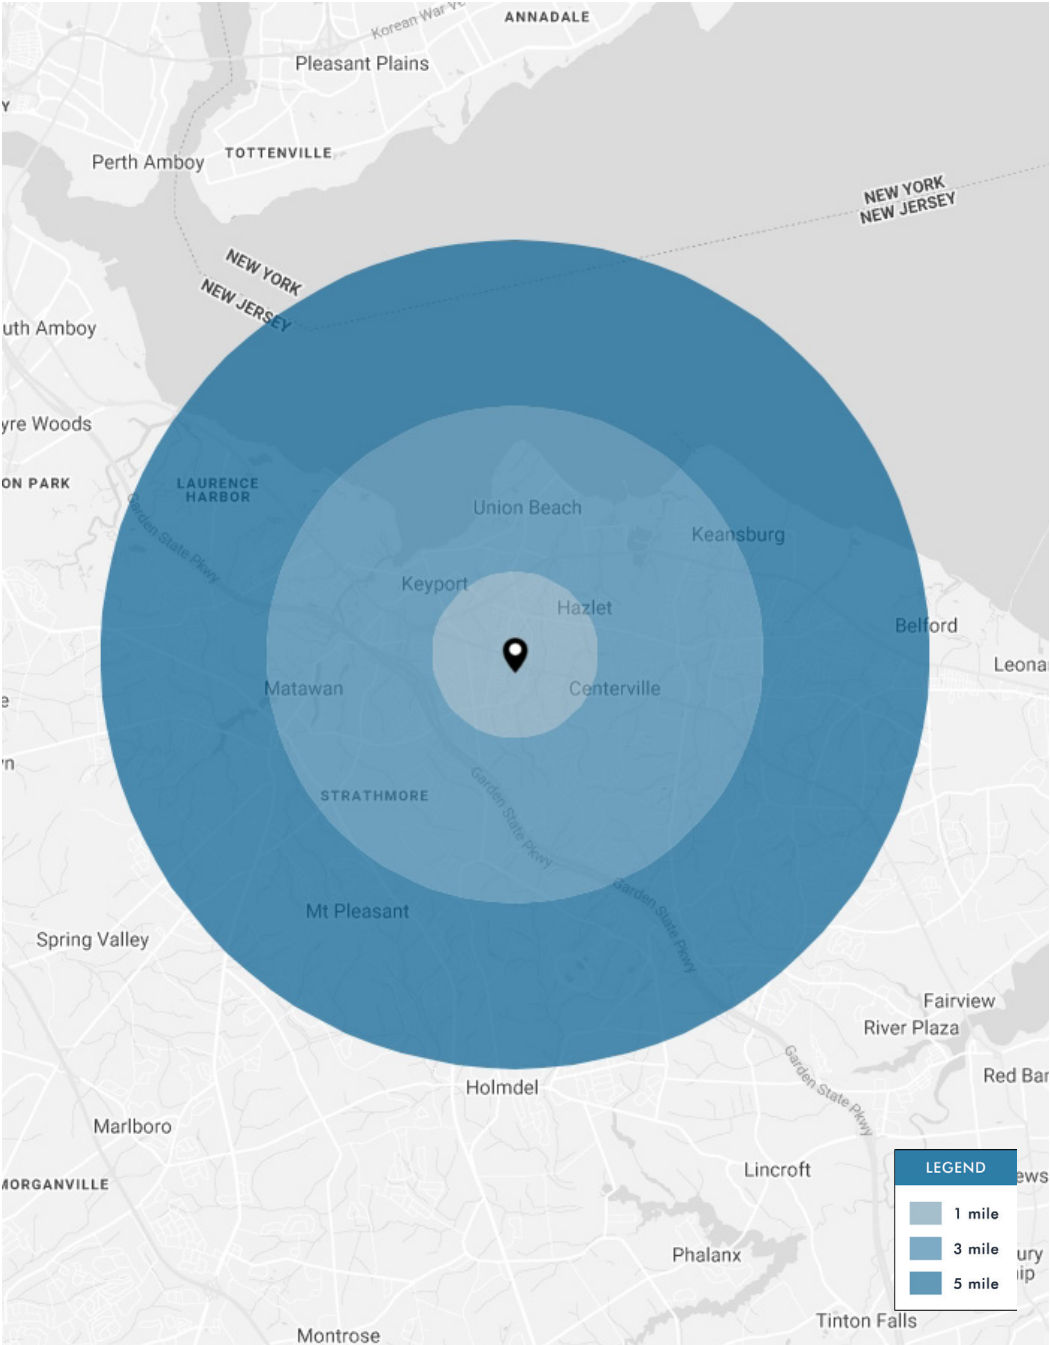 ANNADALE
Pleasant Plains
Y
TOTTENVILLE
Perth Amboy
NEW YORK
NEW JERSEY
NEW YORK
NEW JERSEY
uth Amboy
yre Woods
ON PARK
LAURENCE
HARBOR
Garden State Pkwy
Union Beach
Keansburg
Keyport
Hazlet
Belford
Leona
Matawan
Centerville
e
n
STRATHMORE
Garden State Pkwy
Garden State Pkwy
Mt Pleasant
Spring Valley
Fairview
River Plaza
Garden State Pkwy
Red Bar
Holmdel
Marlboro
Lincroft
LEGEND
ews
MORGANVILLE
1 mile
3 mile
5 mile
ury
ip
Phalanx
Tinton Falls
Montrose